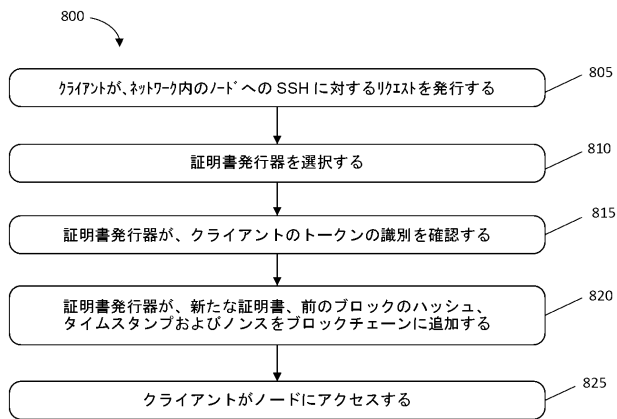 800
クライアントが、ネットワーク内のノードへの SSH に対するリクエストを発行する
805
証明書発行器を選択する
810
証明書発行器が、クライアントのトークンの識別を確認する
815
証明書発行器が、新たな証明書、前のブロックのハッシュ、
タイムスタンプおよびノンスをブロックチェーンに追加する
820
クライアントがノードにアクセスする
825